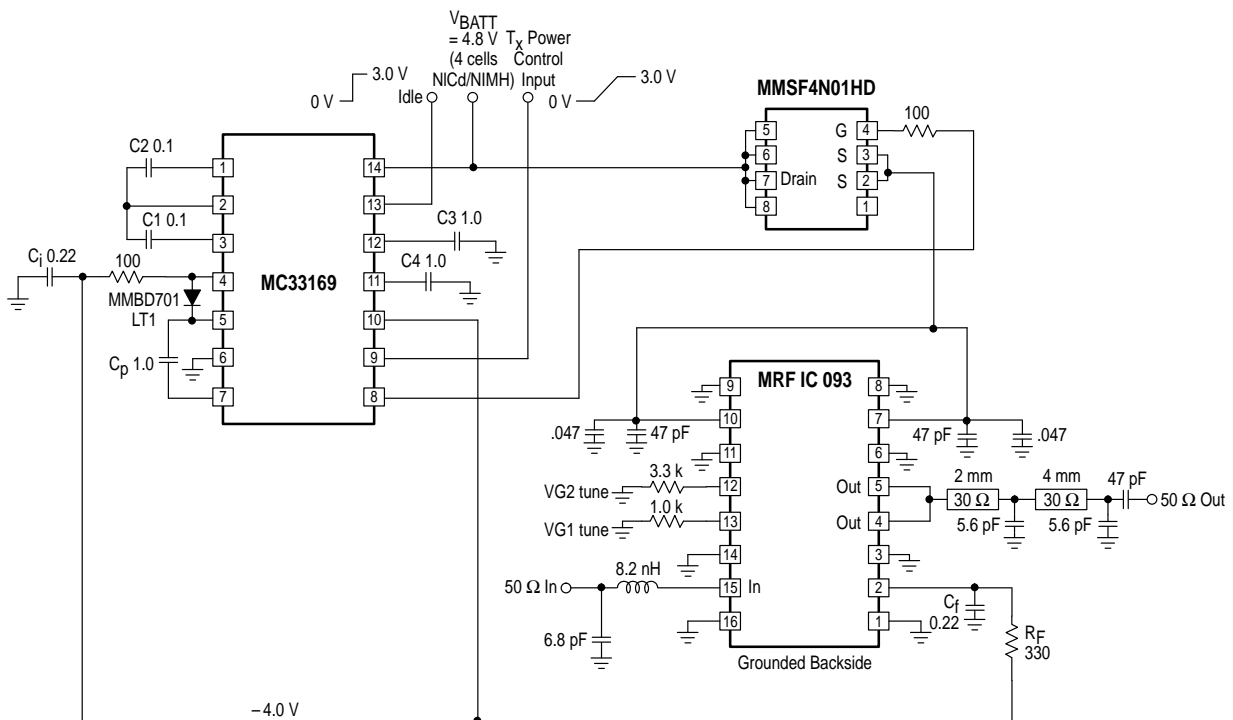 VBATT
= 4.8 V
(4 cells
NICd/NIMH)
Tx Power
Control
Input
0 V
3.0 V
Idle
0 V
3.0 V
MMSF4N01HD
5
6
7
8
Drain
G
S
S
4
3
2
1
100
C2 0.1
C1 0.1
Ci 0.22
100
MMBD701
LT1
Cp 1.0
1
2
3
4
5
6
7
MC33169
14
13
12
11
10
9
8
C3 1.0
C4 1.0
MRF IC 093
9
10
11
12
13
14
15
16
In
8
7
6
5
4
3
2
1
Out
Out
.047
47 pF
47 pF
.047
3.3 k
VG2 tune
1.0 k
VG1 tune
8.2 nH
50 Ω In
6.8 pF
2 mm
30 Ω
4 mm
30 Ω
47 pF
50 Ω Out
5.6 pF
5.6 pF
Cf
0.22
RF
330
Grounded Backside
–4.0 V